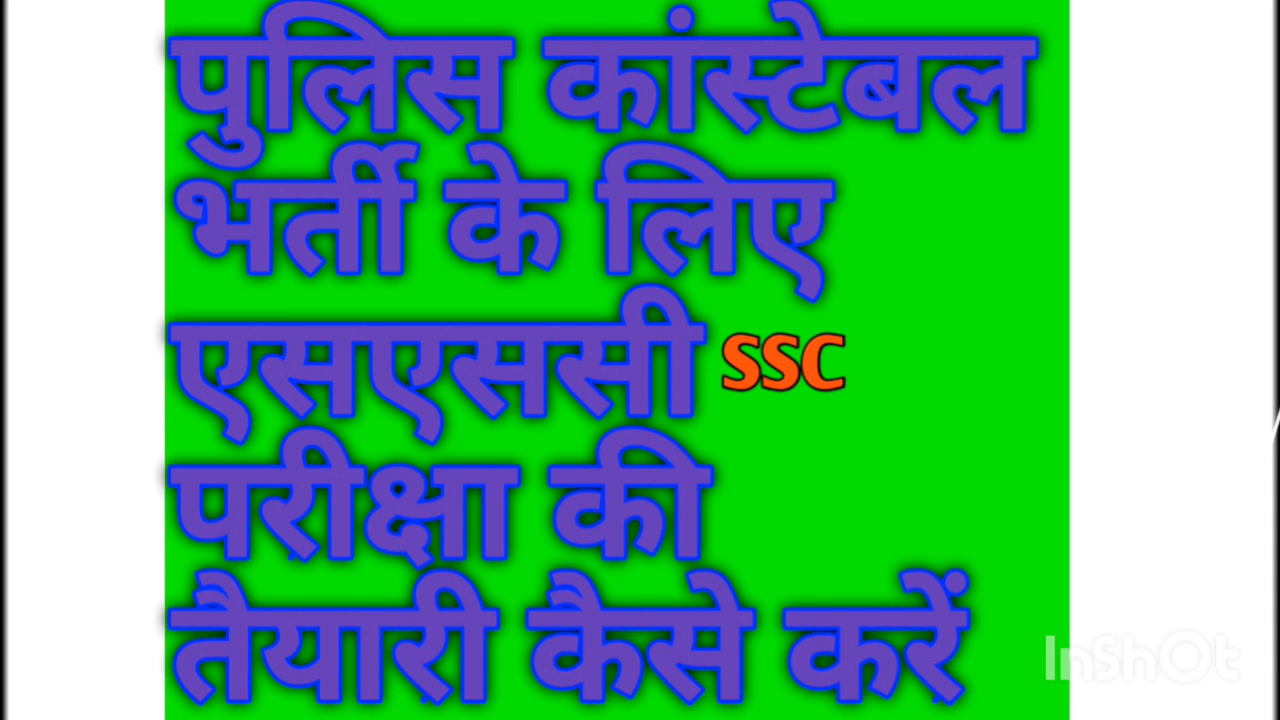 पुलिस कांस्टेबल
भर्ती के लिए
एसएससी SSC
परीक्षा की
तैयारी कैसे करें
InShOt